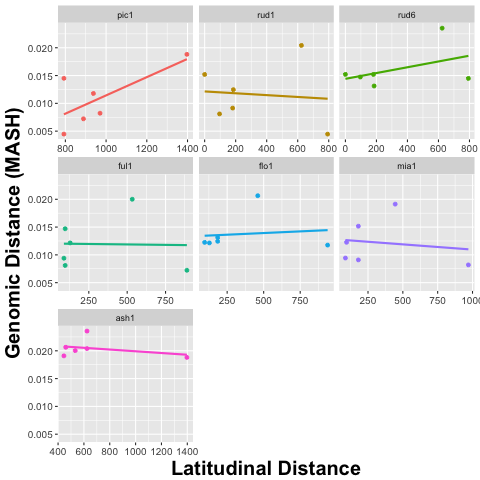 pic1 rud1 rud6
0.020
0.015
0.010
0.005
800 1000 1200 1400 0 200 400 600 800 0 200 400 600 800
ful1 flo1 mia1
0.020
0.015
0.010
0.005
250 500 750 250 500 750 250 500 750 1000
ash1
0.020
0.015
0.010
0.005
400 600 800 1000 1200 1400
Genomic Distance (MASH)
Latitudinal Distance